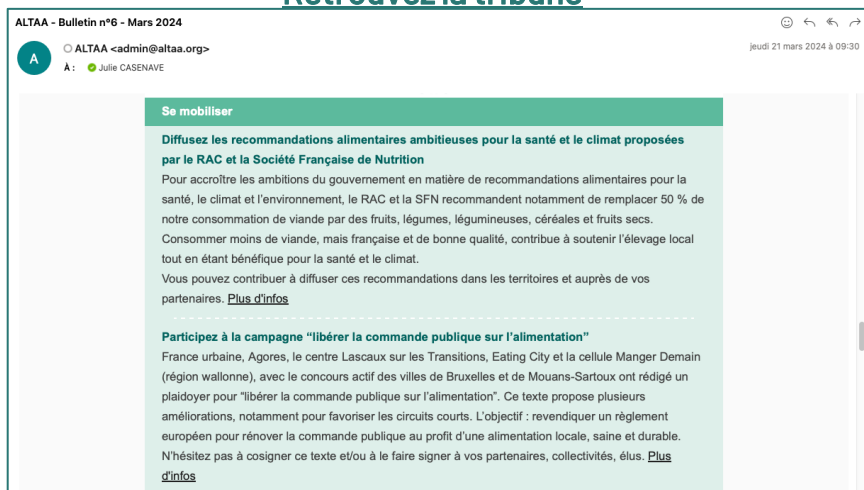 Retrouvez la tribune
ALTAA - Bulletin n°6 - Mars 2024
A
ALTAA <admin@altaa.org>
jeudi 21 mars 2024 à 09:30
À : Julie CASENAVE
Se mobiliser
Diffusez les recommandations alimentaires ambitieuses pour la santé et le climat proposées
par le RAC et la Société Française de Nutrition
Pour accroître les ambitions du gouvernement en matière de recommandations alimentaires pour la
santé, le climat et l'environnement, le RAC et la SFN recommandent notamment de remplacer 50 % de
notre consommation de viande par des fruits, légumes, légumineuses, céréales et fruits secs.
Consommer moins de viande, mais française et de bonne qualité, contribue à soutenir l'élevage local
tout en étant bénéfique pour la santé et le climat.
Vous pouvez contribuer à diffuser ces recommandations dans les territoires et auprès de vos
partenaires. Plus d'infos
Participez à la campagne “libérer la commande publique sur l'alimentation”
France urbaine, Agores, le centre Lascaux sur les Transitions, Eating City et la cellule Manger Demain
(région wallonne), avec le concours actif des villes de Bruxelles et de Mouans-Sartoux ont rédigé un
plaidoyer pour “libérer la commande publique sur l'alimentation”. Ce texte propose plusieurs
améliorations, notamment pour favoriser les circuits courts. L'objectif : revendiquer un règlement
européen pour rénover la commande publique au profit d'une alimentation locale, saine et durable.
N'hésitez pas à cosigner ce texte et/ou à le faire signer à vos partenaires, collectivités, élus. Plus
d'infos